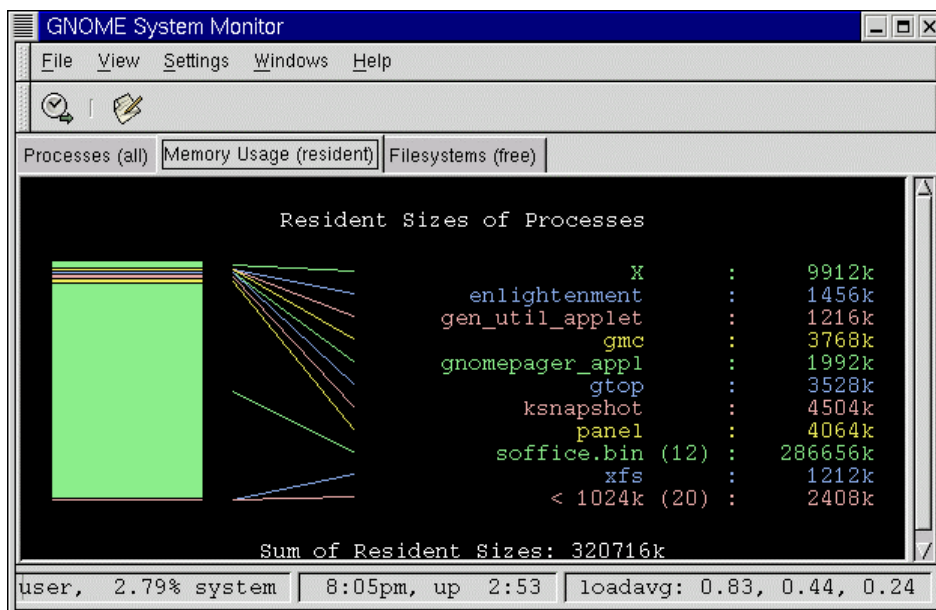 GNOME System Monitor
File View Settings Windows Help
Processes (all) Memory Usage (resident) Filesystems (free)
Resident Sizes of Processes
X : 9912k
enlightenment : 1456k
gen_util_applet : 1216k
gmc : 3768k
gnomepager_appl : 1992k
gtop : 3528k
ksnapshot : 4504k
panel : 4064k
soffice.bin (12) : 286656k
xfs : 1212k
< 1024k (20) : 2408k
Sum of Resident Sizes: 320716k
user, 2.79% system 8:05pm, up 2:53 loadavg: 0.83, 0.44, 0.24